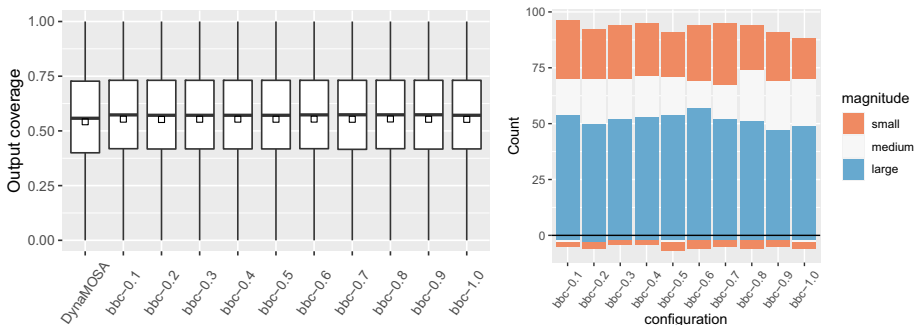 Output coverage
1.00
0.75
0.50
0.25
0.00
DynaMOSA
bbc-0.1
bbc-0.2
bbc-0.3
bbc-0.4
bbc-0.5
bbc-0.6
bbc-0.7
bbc-0.8
bbc-0.9
bbc-1.0
Count
100
75
50
25
0
bbc-0.1
bbc-0.2
bbc-0.3
bbc-0.4
bbc-0.5
bbc-0.6
bbc-0.7
bbc-0.8
bbc-0.9
bbc-1.0
configuration
magnitude
small
medium
large